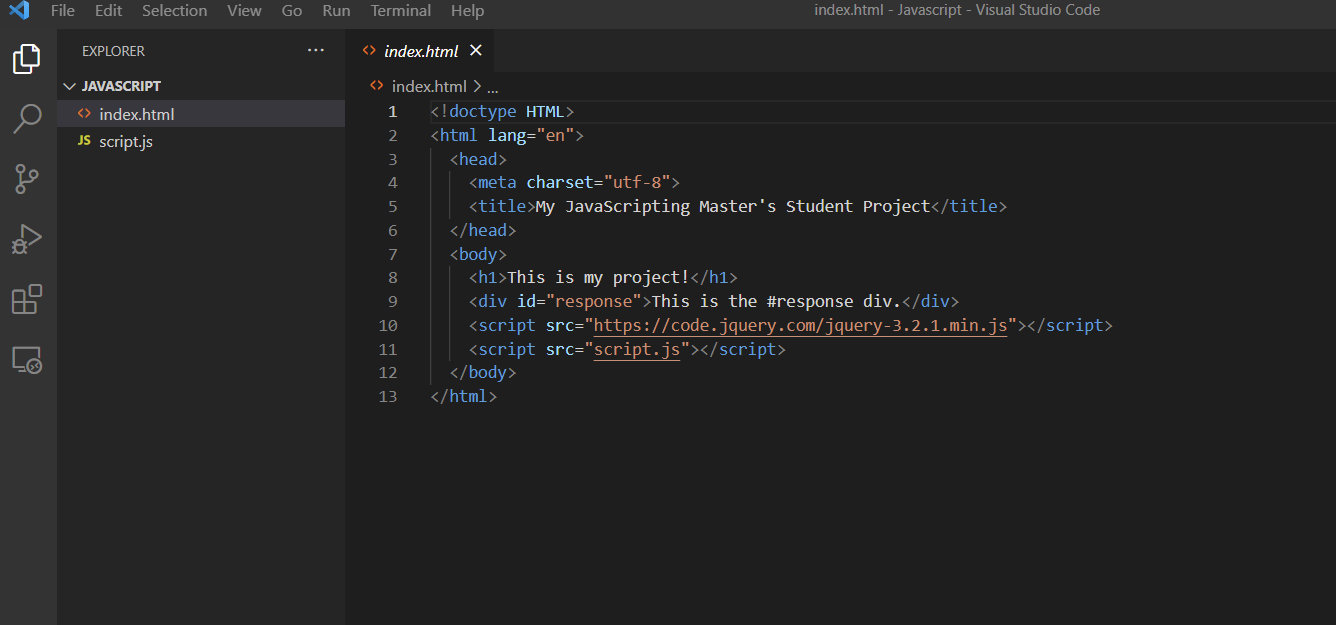 File Edit Selection View Go Run Terminal Help index.html - Javascript - Visual Studio Code
EXPLORER ...
JAVASCRIPT
<> index.html
JS script.js
<> index.html ×
<> index.html > ...
1 <!doctype HTML>
2 <html lang="en">
3 <head>
4 <meta charset="utf-8">
5 <title>My JavaScripting Master's Student Project</title>
6 </head>
7 <body>
8 <h1>This is my project!</h1>
9 <div id="response">This is the #response div.</div>
10 <script src="https://code.jquery.com/jquery-3.2.1.min.js"></script>
11 <script src="script.js"></script>
12 </body>
13 </html>